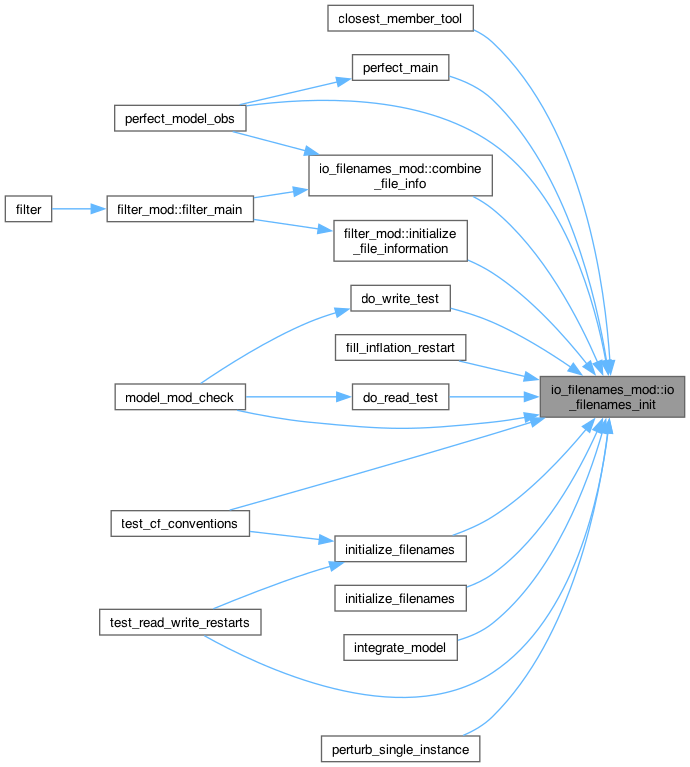 closest_member_tool
perfect_main
perfect_model_obs
io_filenames_mod::combine
_file_info
filter
filter_mod::filter_main
filter_mod::initialize
_file_information
do_write_test
fill_inflation_restart
model_mod_check
do_read_test
io_filenames_mod::io
_filenames_init
test_cf_conventions
initialize_filenames
initialize_filenames
test_read_write_restarts
integrate_model
perturb_single_instance